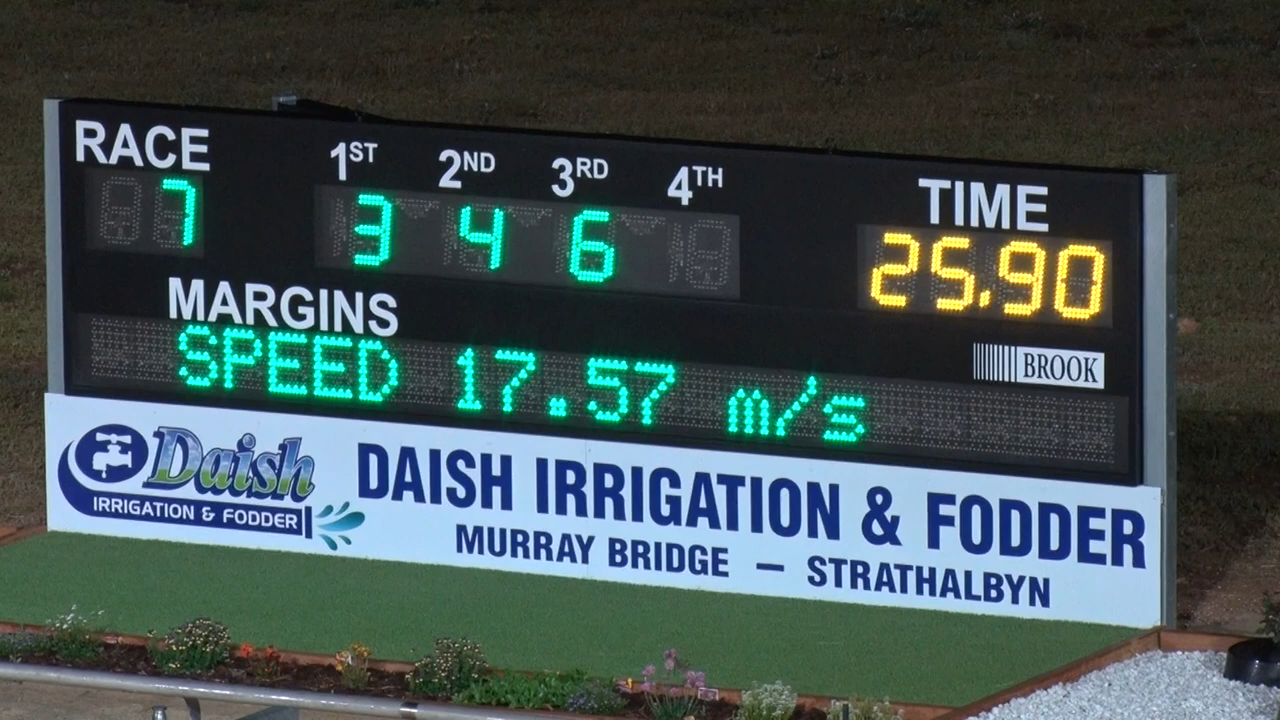 RACE 1ST 2ND 3RD 4TH TIME
7 3 4 6 25.90
MARGINS
SPEED 17.57 m/s
BROOK
Daish
IRRIGATION & FODDER
DAISH IRRIGATION & FODDER
MURRAY BRIDGE – STRATHALBYN